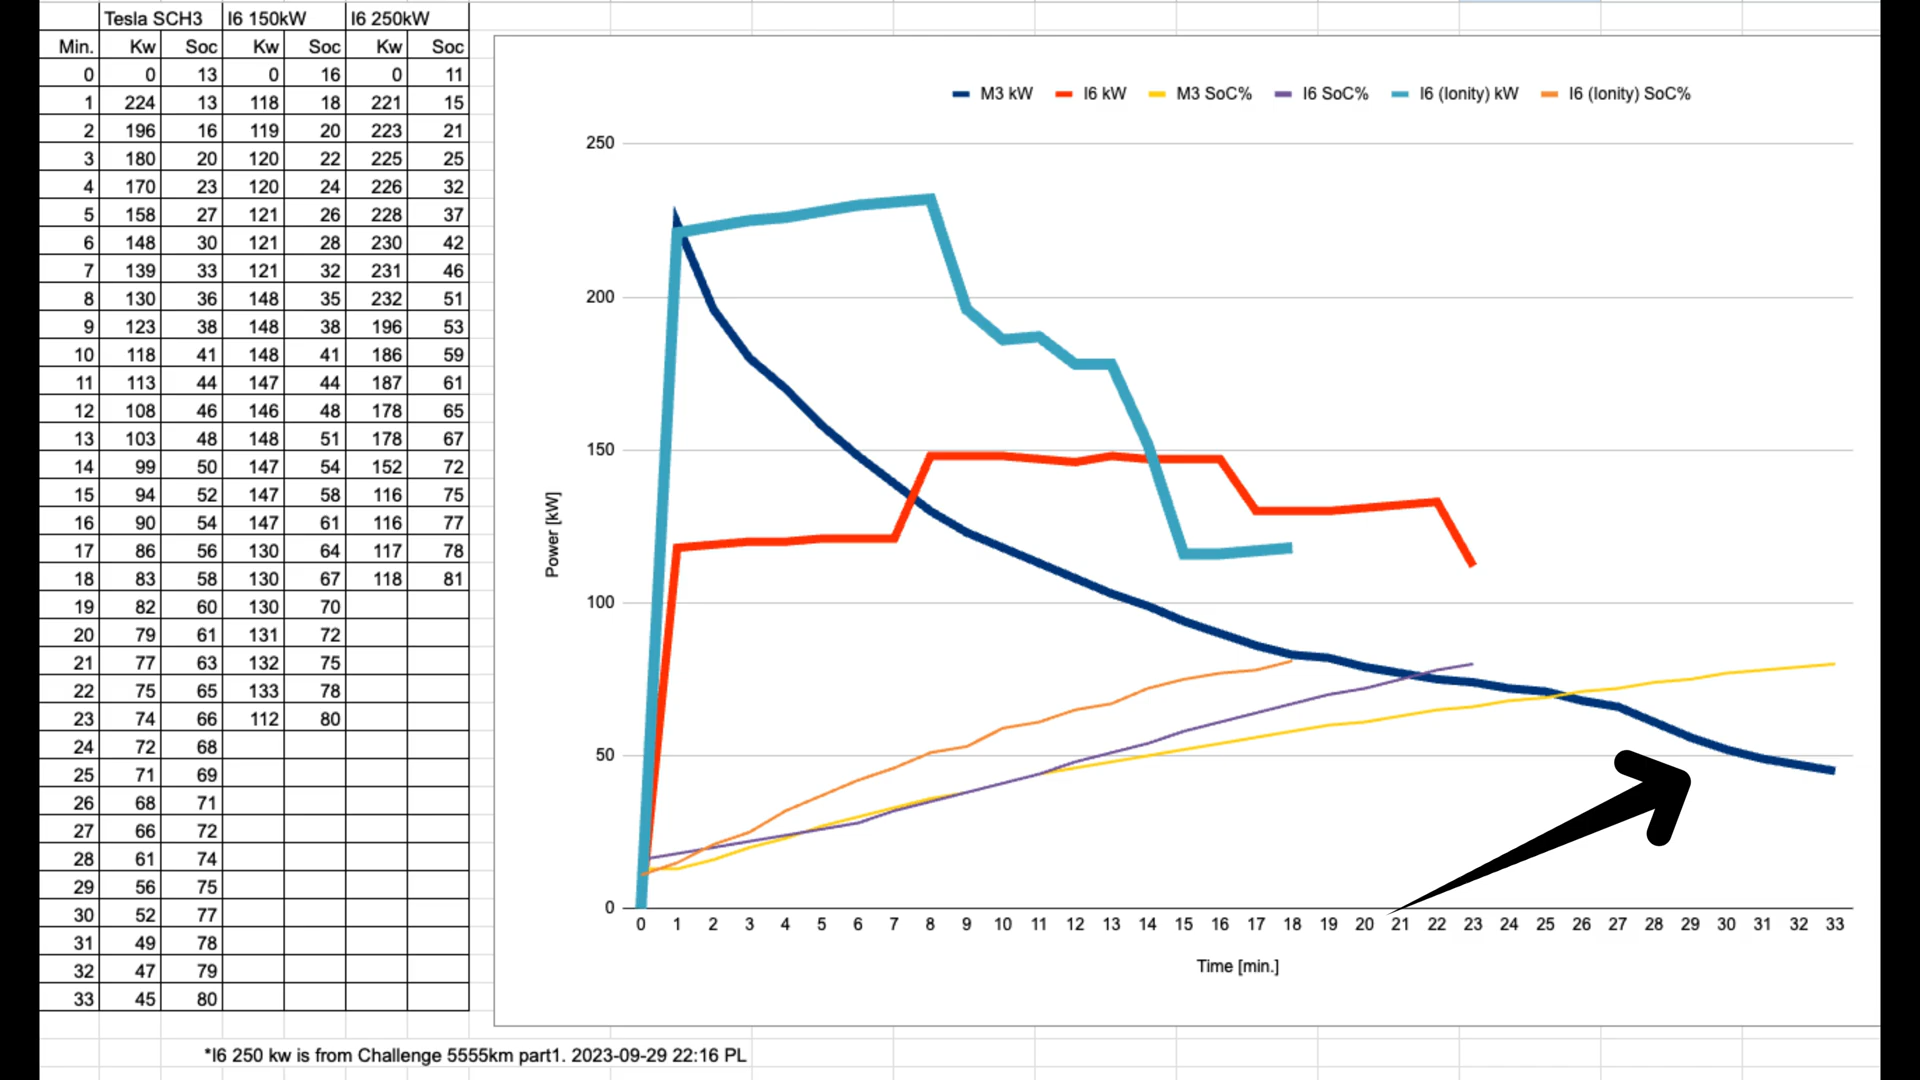 Tesla SCH3 I6 150kW I6 250kW
Min. Kw Soc Kw Soc Kw Soc
0 0 13 0 16 0 11
1 224 13 118 18 221 15
2 196 16 119 20 223 21
3 180 20 120 22 225 25
4 170 23 120 24 226 32
5 158 27 121 26 228 37
6 148 30 121 28 230 42
7 139 33 121 32 231 46
8 130 36 148 35 232 51
9 123 38 148 38 196 53
10 118 41 148 41 186 59
11 113 44 147 44 187 61
12 108 46 146 48 178 65
13 103 48 148 51 178 67
14 99 50 147 54 152 72
15 94 52 147 58 116 75
16 90 54 147 61 116 77
17 86 56 130 64 117 78
18 83 58 130 67 118 81
19 82 60 130 70
20 79 61 131 72
21 77 63 132 75
22 75 65 133 78
23 74 66 112 80
24 72 68
25 71 69
26 68 71
27 66 72
28 61 74
29 56 75
30 52 77
31 49 78
32 47 79
33 45 80
*I6 250 kw is from Challenge 5555km part1. 2023-09-29 22:16 PL
M3 kW I6 kW M3 SoC% I6 SoC% I6 (Ionity) kW I6 (Ionity) SoC%
250
200
150
100
50
0
Power [kW]
0 1 2 3 4 5 6 7 8 9 10 11 12 13 14 15 16 17 18 19 20 21 22 23 24 25 26 27 28 29 30 31 32 33
Time [min.]